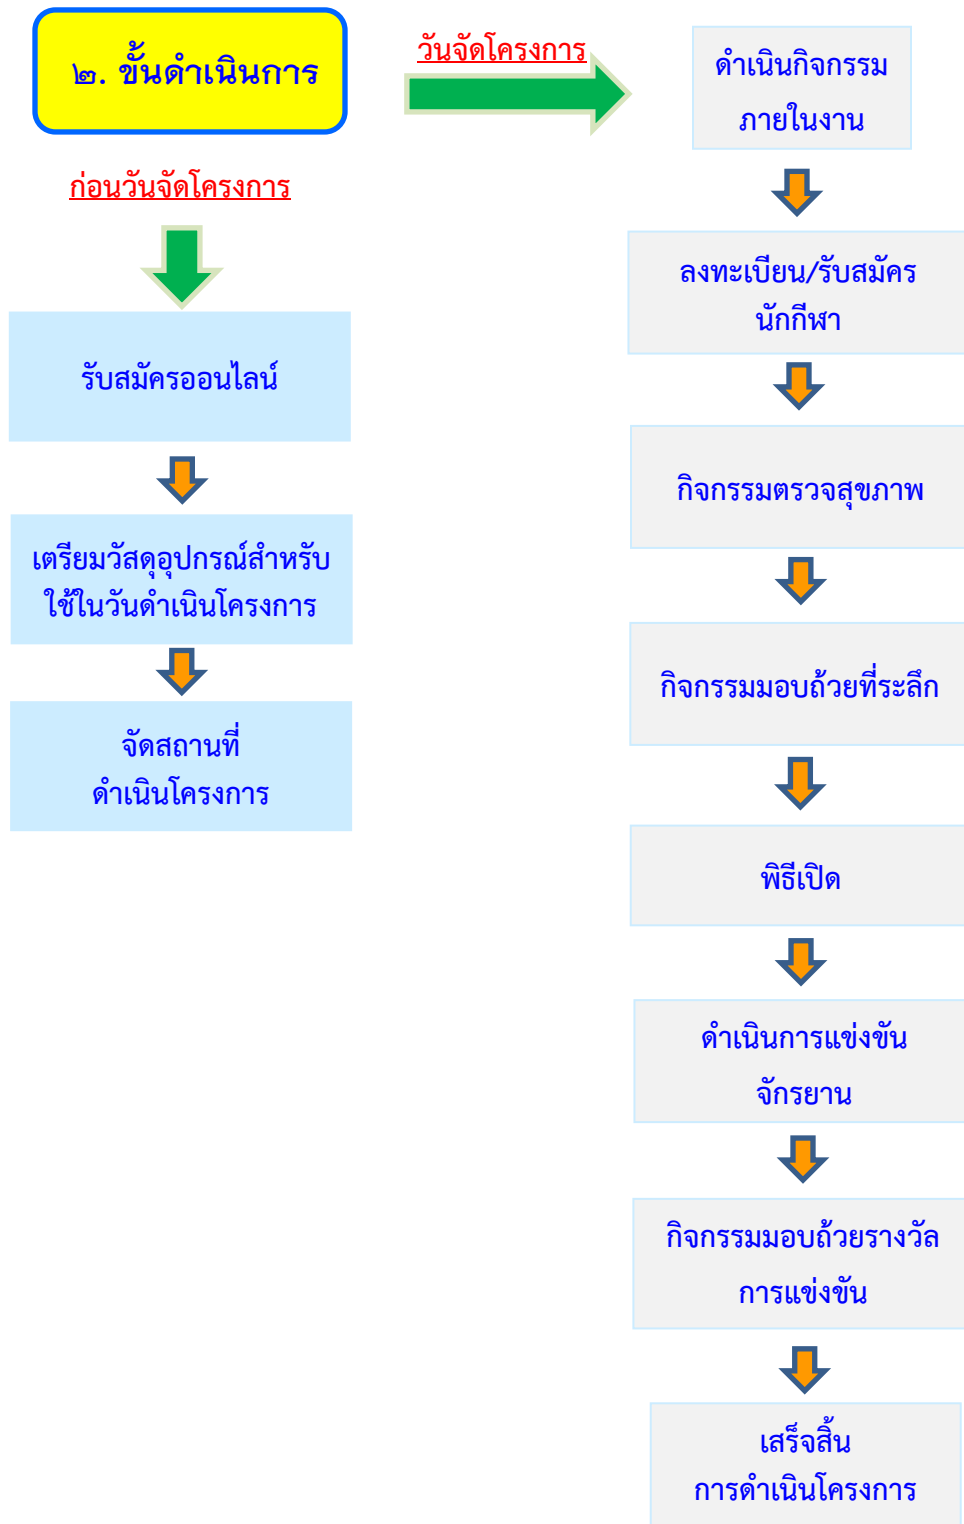 ๒. ขั้นดำเนินการ
ก่อนวันจัดโครงการ
รับสมัครออนไลน์
เตรียมวัสดุอุปกรณ์สำหรับ
ใช้ในวันดำเนินโครงการ
จัดสถานที่
ดำเนินโครงการ
วันจัดโครงการ
ดำเนินกิจกรรม
ภายในงาน
ลงทะเบียน/รับสมัคร
นักกีฬา
กิจกรรมตรวจสุขภาพ
กิจกรรมมอบถ้วยที่ระลึก
พิธีเปิด
ดำเนินการแข่งขัน
จักรยาน
กิจกรรมมอบถ้วยรางวัล
การแข่งขัน
เสร็จสิ้น
การดำเนินโครงการ